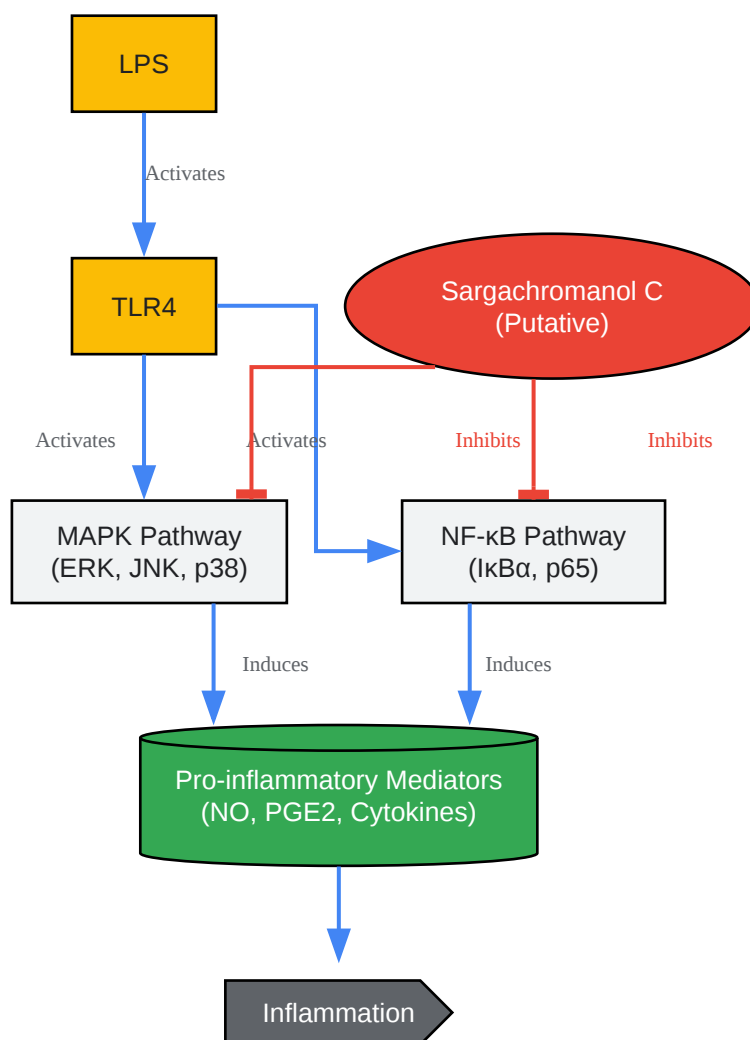 LPS
Activates
TLR4
Sargachromanol C
(Putative)
Activates
Activates
Inhibits
Inhibits
MAPK Pathway
(ERK, JNK, p38)
NF-κB Pathway
(IκBα, p65)
Induces
Induces
Pro-inflammatory Mediators
(NO, PGE2, Cytokines)
Inflammation